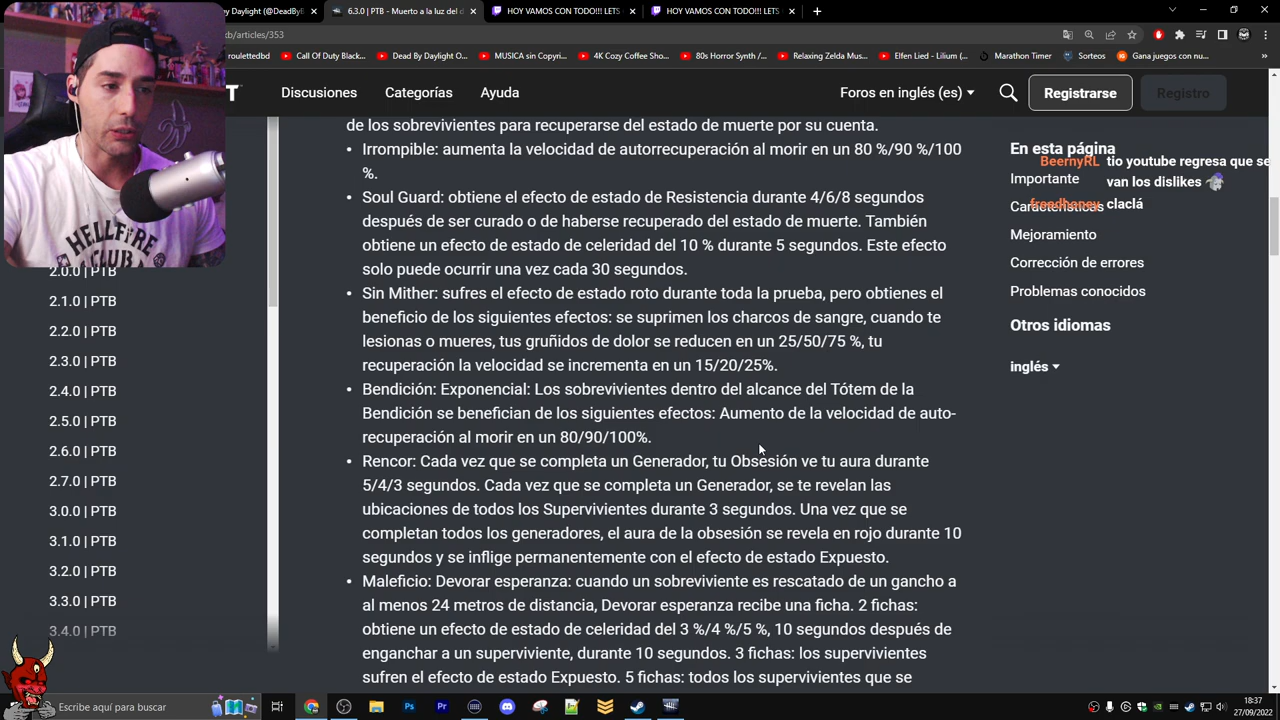 y Daylight (@DeadByl
6.3.0 | PTB - Muerto a la luz del d
HOY VAMOS CON TODO!!! LETS
HOY VAMOS CON TODO!!! LETS
xb/articles/353
roulettedbd
Call Of Duty Black...
Dead By Daylight O...
MUSICA sin Copyri...
4K Cozy Coffee Sho...
80s Horror Synth /...
Relaxing Zelda Mus...
Elfen Lied - Lilium (...
Marathon Timer
Sorteos
Gana juegos con nu...
Discusiones
Categorías
Ayuda
Foros en inglés (es)
Registrarse
Registro
de los sobrevivientes para recuperarse del estado de muerte por su cuenta.
• Irrompible: aumenta la velocidad de autorrecuperación al morir en un 80 %/90 %/100
%.
• Soul Guard: obtiene el efecto de estado de Resistencia durante 4/6/8 segundos
después de ser curado o de haberse recuperado del estado de muerte. También
obtiene un efecto de estado de celeridad del 10 % durante 5 segundos. Este efecto
solo puede ocurrir una vez cada 30 segundos.
• Sin Mither: sufres el efecto de estado roto durante toda la prueba, pero obtienes el
beneficio de los siguientes efectos: se suprimen los charcos de sangre, cuando te
lesionas o mueres, tus gruñidos de dolor se reducen en un 25/50/75 %, tu
recuperación la velocidad se incrementa en un 15/20/25%.
• Bendición: Exponencial: Los sobrevivientes dentro del alcance del Tótem de la
Bendición se benefician de los siguientes efectos: Aumento de la velocidad de auto-
recuperación al morir en un 80/90/100%.
• Rencor: Cada vez que se completa un Generador, tu Obsesión ve tu aura durante
5/4/3 segundos. Cada vez que se completa un Generador, se te revelan las
ubicaciones de todos los Supervivientes durante 3 segundos. Una vez que se
completan todos los generadores, el aura de la obsesión se revela en rojo durante 10
segundos y se inflige permanentemente con el efecto de estado Expuesto.
• Maleficio: Devorar esperanza: cuando un sobreviviente es rescatado de un gancho a
al menos 24 metros de distancia, Devorar esperanza recibe una ficha. 2 fichas:
obtiene un efecto de estado de celeridad del 3 %/4 %/5 %, 10 segundos después de
enganchar a un superviviente, durante 10 segundos. 3 fichas: los supervivientes
sufren el efecto de estado Expuesto. 5 fichas: todos los supervivientes que se
En esta página
Importante
Características
Mejoramiento
Corrección de errores
Problemas conocidos
Otros idiomas
inglés
BeernyRL tio youtube regresa que se
van los dislikes
freedhoney claclá
2.0.0 | PTB
2.1.0 | PTB
2.2.0 | PTB
2.3.0 | PTB
2.4.0 | PTB
2.5.0 | PTB
2.6.0 | PTB
2.7.0 | PTB
3.0.0 | PTB
3.1.0 | PTB
3.2.0 | PTB
3.3.0 | PTB
3.4.0 | PTB
HELLFIRE
CLUB
Escribe aquí para buscar
18:37
27/09/2022